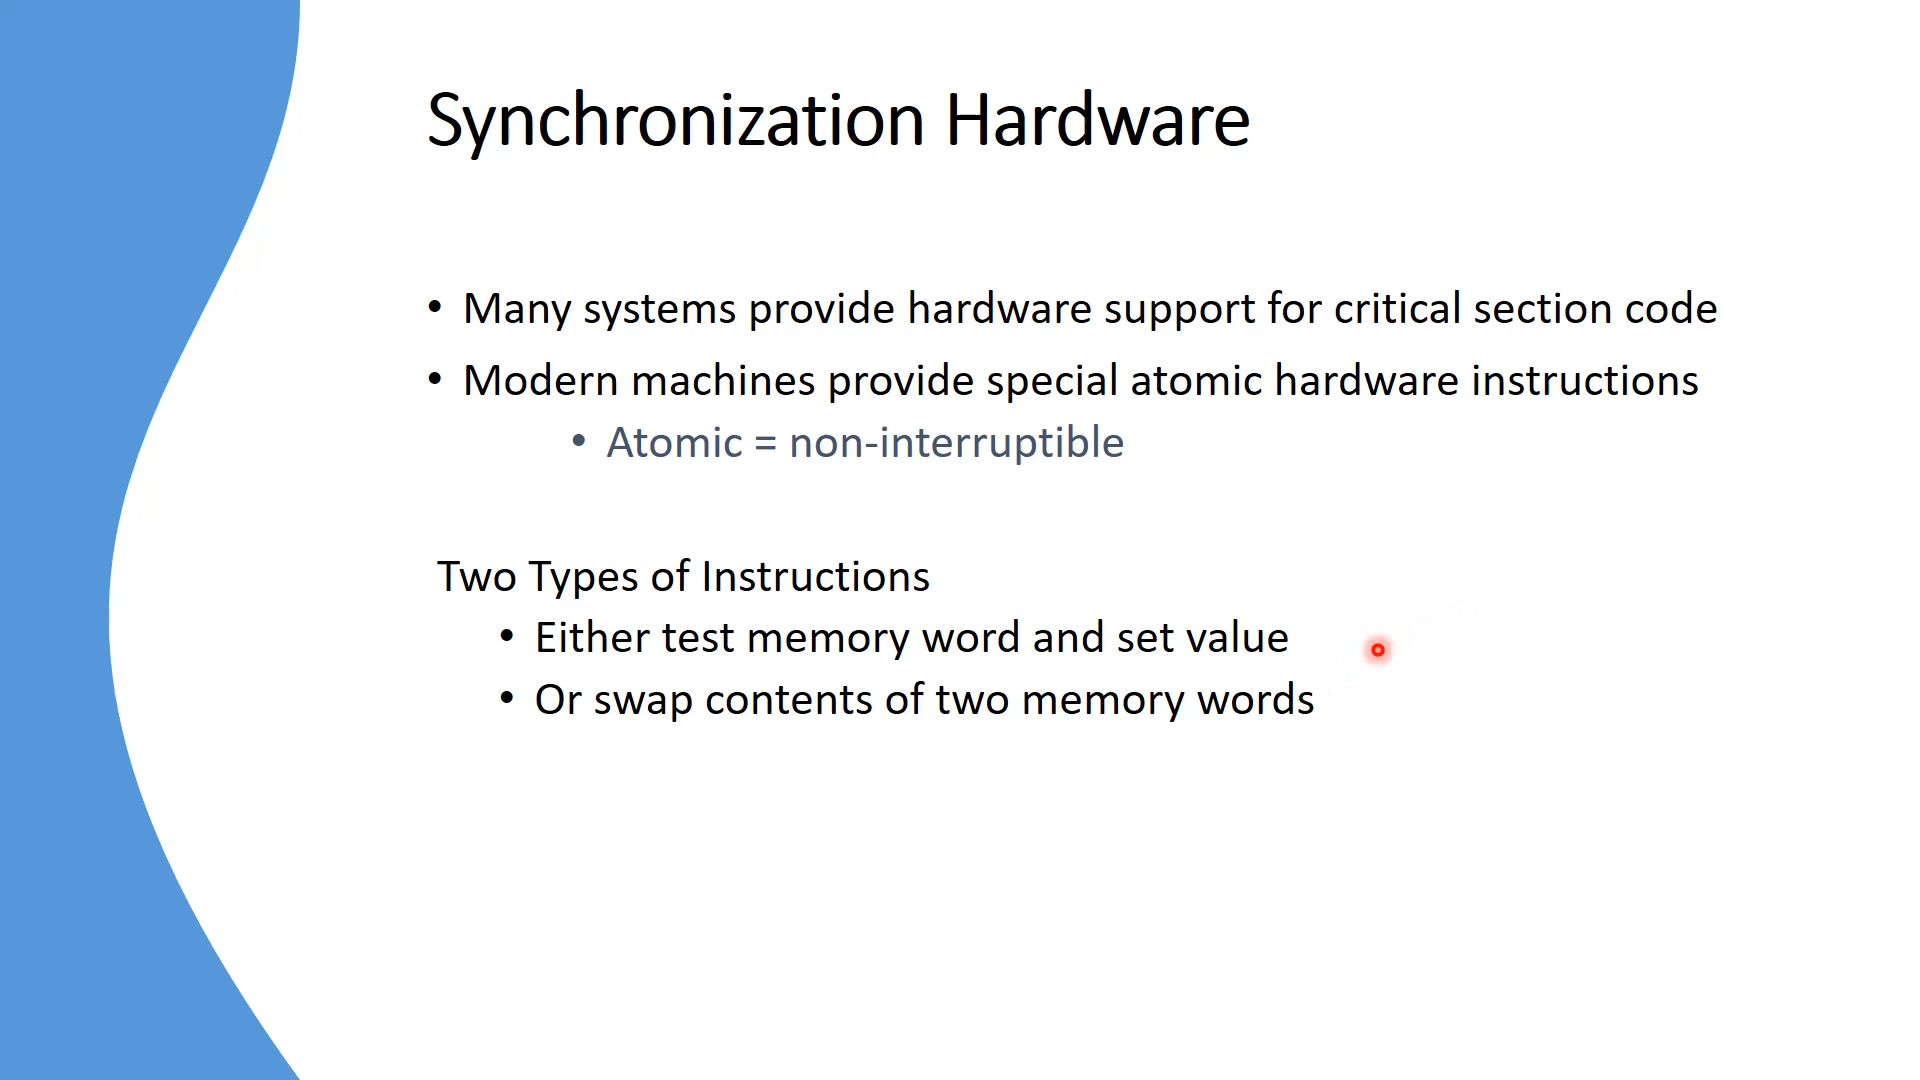 Synchronization Hardware
• Many systems provide hardware support for critical section code
• Modern machines provide special atomic hardware instructions
• Atomic = non-interruptible
Two Types of Instructions
• Either test memory word and set value
• Or swap contents of two memory words